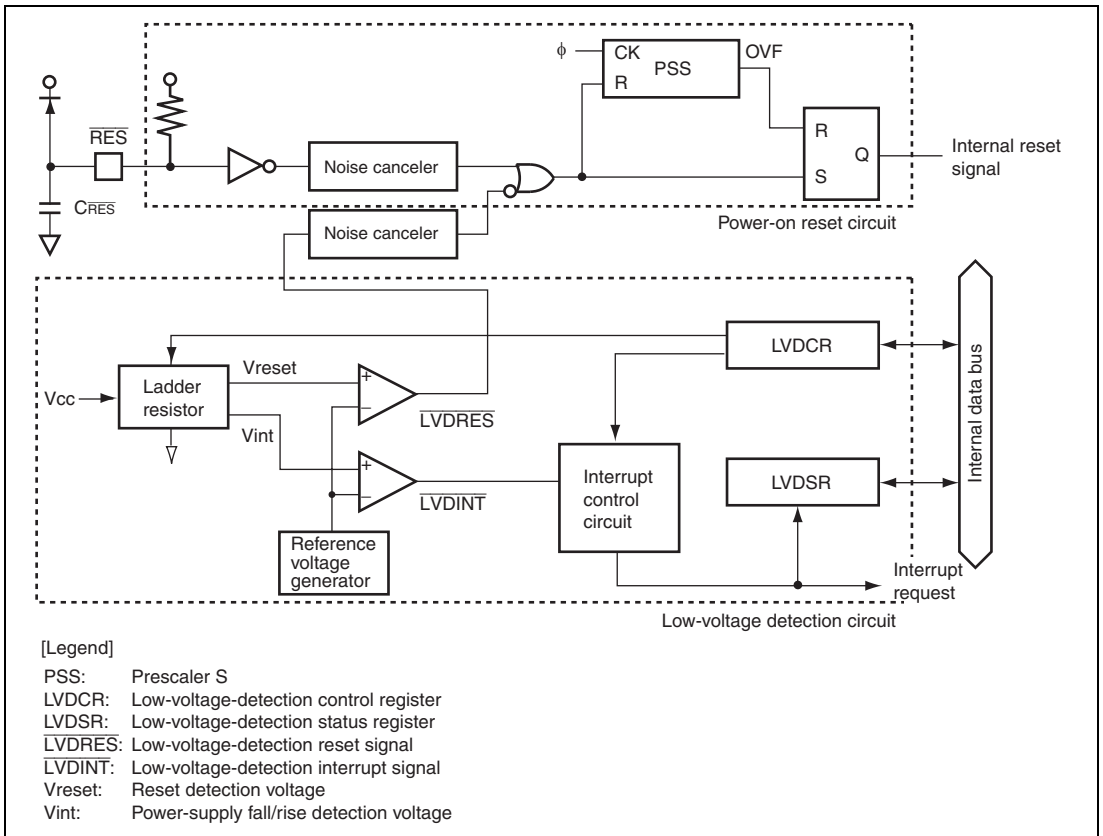 ϕ
CK
PSS
R
OVF
R
Q
S
Internal reset
signal
RES
CRES
Noise canceler
Noise canceler
Power-on reset circuit
Vcc
Ladder
resistor
Vreset
Vint
+
−
LVDRES
+
−
LVDINT
Reference
voltage
generator
Interrupt
control
circuit
LVDCR
LVDSR
Internal data bus
Interrupt
request
Low-voltage detection circuit
[Legend]
PSS: Prescaler S
LVDCR: Low-voltage-detection control register
LVDSR: Low-voltage-detection status register
LVDRES: Low-voltage-detection reset signal
LVDINT: Low-voltage-detection interrupt signal
Vreset: Reset detection voltage
Vint: Power-supply fall/rise detection voltage